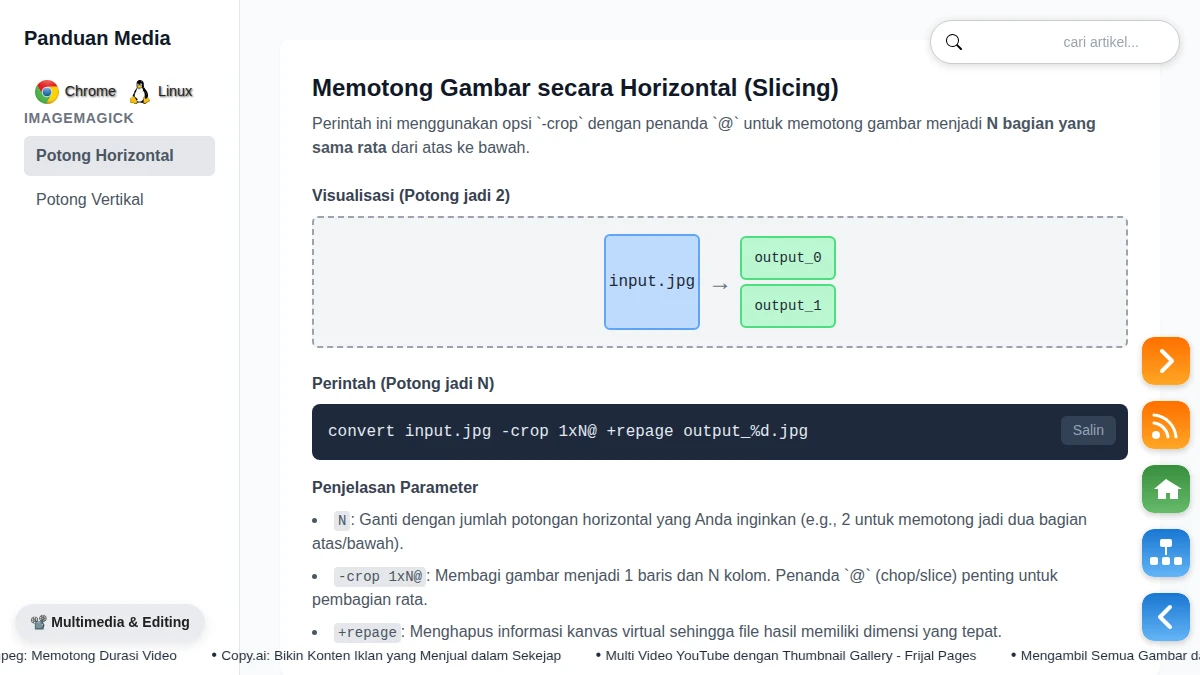 Panduan Media
Chrome Linux
IMAGEMAGICK
Potong Horizontal
Potong Vertikal
cari artikel...
Memotong Gambar secara Horizontal (Slicing)
Perintah ini menggunakan opsi `-crop` dengan penanda `@` untuk memotong gambar menjadi N bagian yang
sama rata dari atas ke bawah.
Visualisasi (Potong jadi 2)
input.jpg
→
output_0
output_1
Perintah (Potong jadi N)
convert input.jpg -crop 1xN@ +repage output_%d.jpg
Salin
Penjelasan Parameter
• N: Ganti dengan jumlah potongan horizontal yang Anda inginkan (e.g., 2 untuk memotong jadi dua bagian
atas/bawah).
• -crop 1xN@: Membagi gambar menjadi 1 baris dan N kolom. Penanda `@` (chop/slice) penting untuk
pembagian rata.
• +repage: Menghapus informasi kanvas virtual sehingga file hasil memiliki dimensi yang tepat.
Multimedia & Editing
peg: Memotong Durasi Video • Copy.ai: Bikin Konten Iklan yang Menjual dalam Sekejap • Multi Video YouTube dengan Thumbnail Gallery - Frijal Pages • Mengambil Semua Gambar